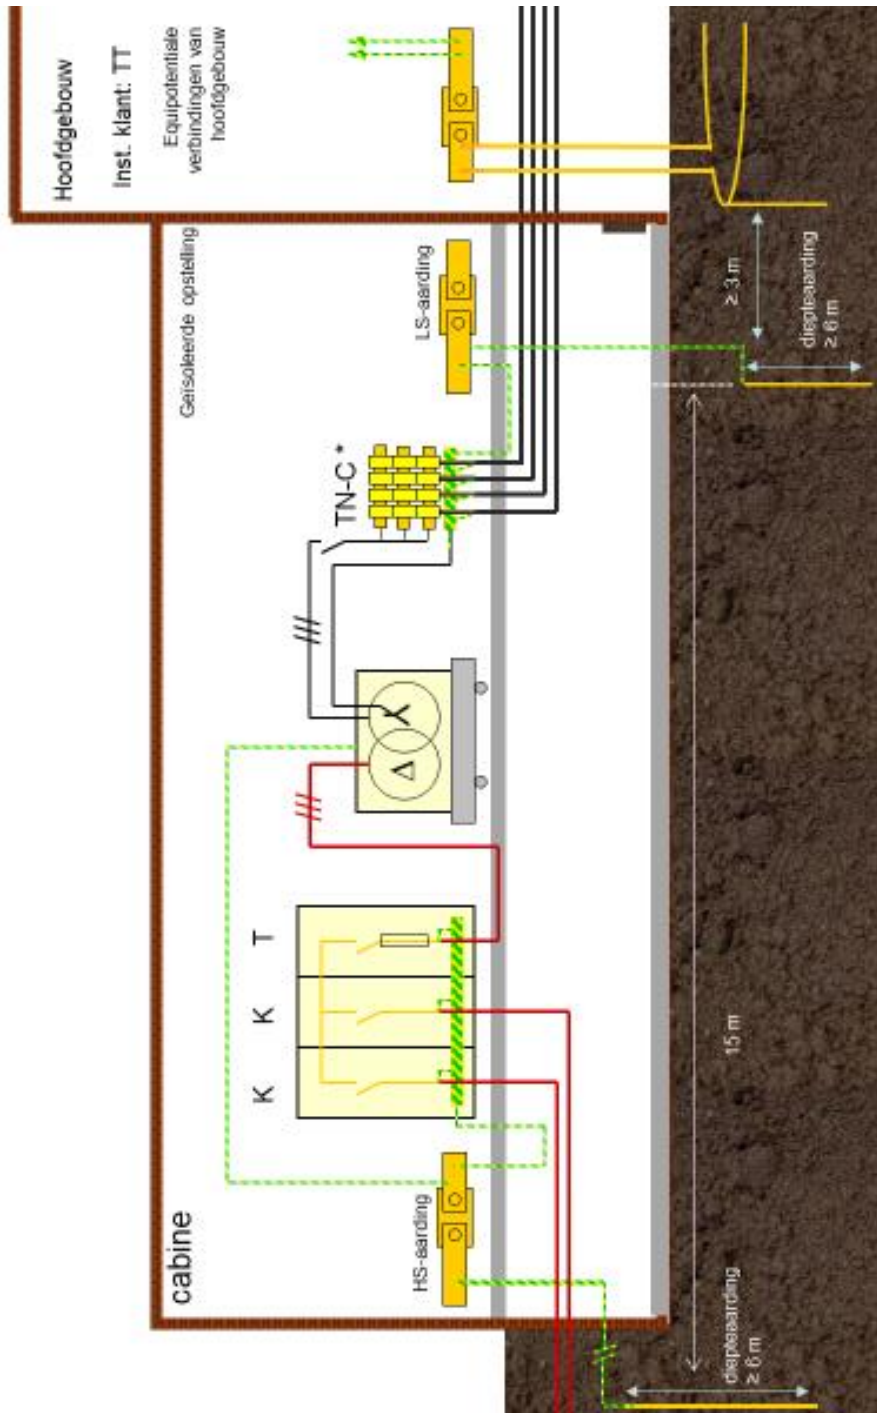 Hoofdgebouw
Inst. klant: TT
Equipotentiale
verbindingen van
hoofdgebouw
Geïsoleerde opstelling
LS-aarding
≥ 3 m
diepteaarding
≥ 6 m
TN-C *
T
K
K
15 m
cabine
HS-aarding
diepteaarding
≥ 6 m